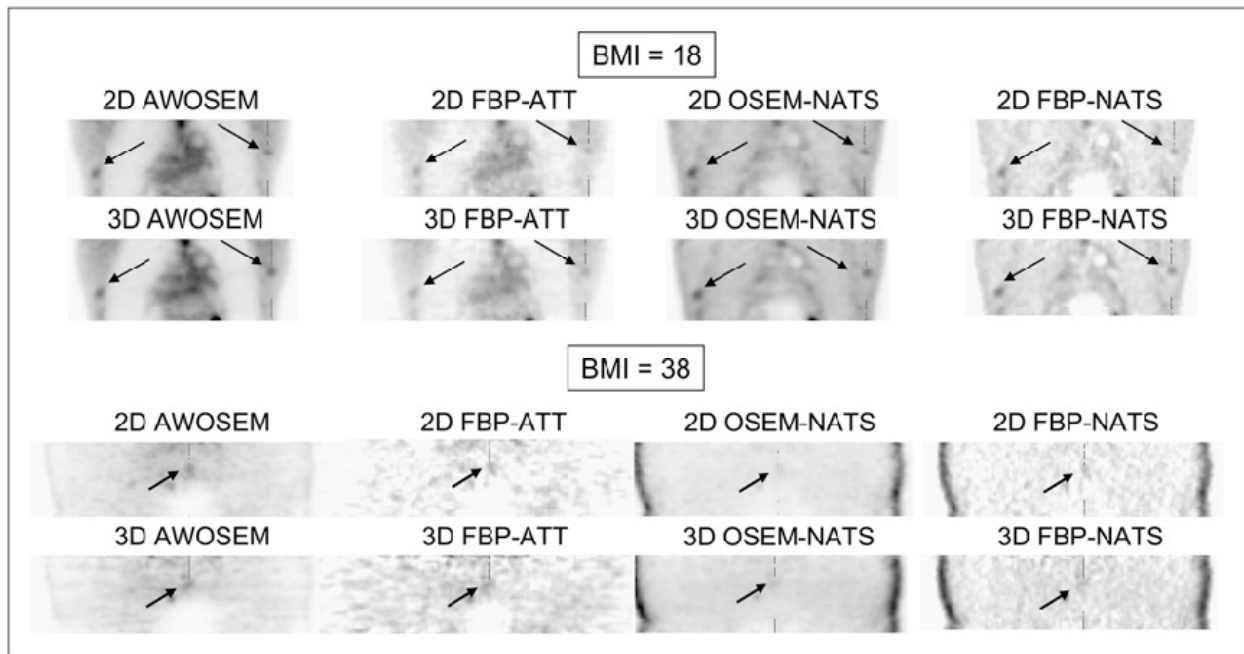 BMI = 18
2D AWOSEM 2D FBP-ATT 2D OSEM-NATS 2D FBP-NATS
3D AWOSEM 3D FBP-ATT 3D OSEM-NATS 3D FBP-NATS
BMI = 38
2D AWOSEM 2D FBP-ATT 2D OSEM-NATS 2D FBP-NATS
3D AWOSEM 3D FBP-ATT 3D OSEM-NATS 3D FBP-NATS